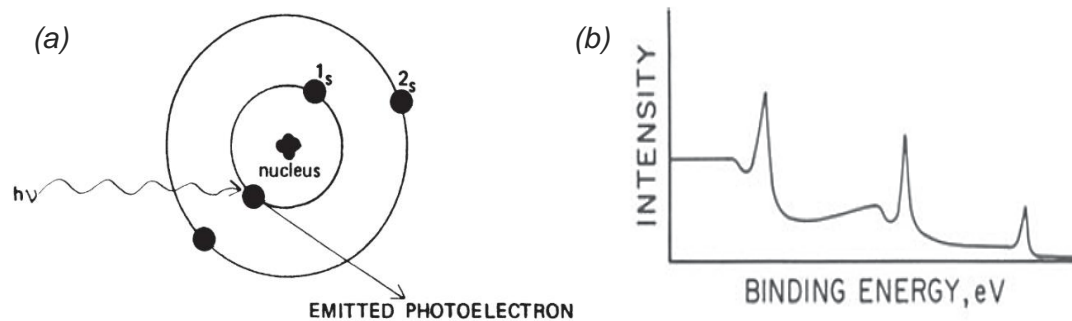 (a)
1s
2s
nucleus
hν
EMITTED PHOTOELECTRON
(b)
INTENSITY
BINDING ENERGY, eV